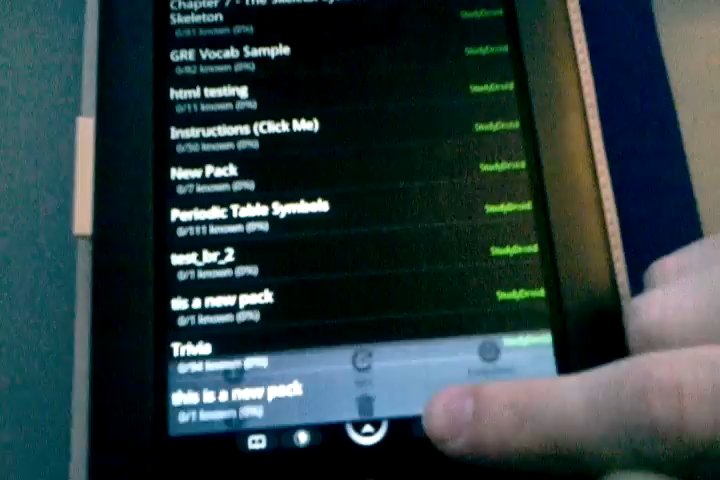 Chapter 7 - The Skeletal
Skeleton
0/81 known (0%)
StudyDroid
GRE Vocab Sample
0/82 known (0%)
StudyDroid
html testing
0/11 known (0%)
StudyDroid
Instructions (Click Me)
0/50 known (0%)
StudyDroid
New Pack
0/7 known (0%)
StudyDroid
Periodic Table Symbols
0/111 known (0%)
StudyDroid
test_br_2
0/1 known (0%)
StudyDroid
tis a new pack
0/1 known (0%)
StudyDroid
Trivia
0/94 known (0%)
StudyDroid
this is a new pack
0/1 known (0%)